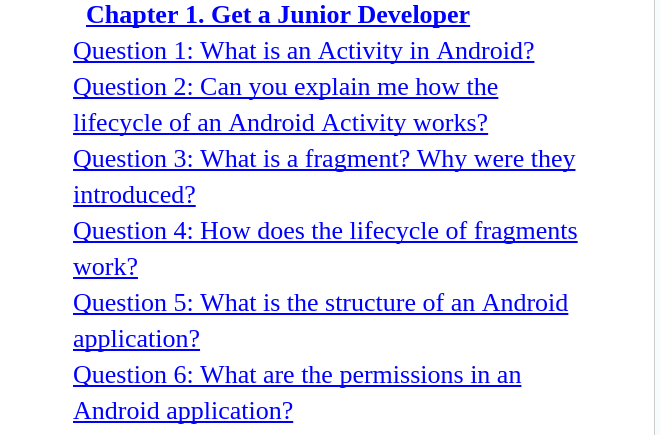 Chapter 1. Get a Junior Developer
Question 1: What is an Activity in Android?
Question 2: Can you explain me how the
lifecycle of an Android Activity works?
Question 3: What is a fragment? Why were they
introduced?
Question 4: How does the lifecycle of fragments
work?
Question 5: What is the structure of an Android
application?
Question 6: What are the permissions in an
Android application?